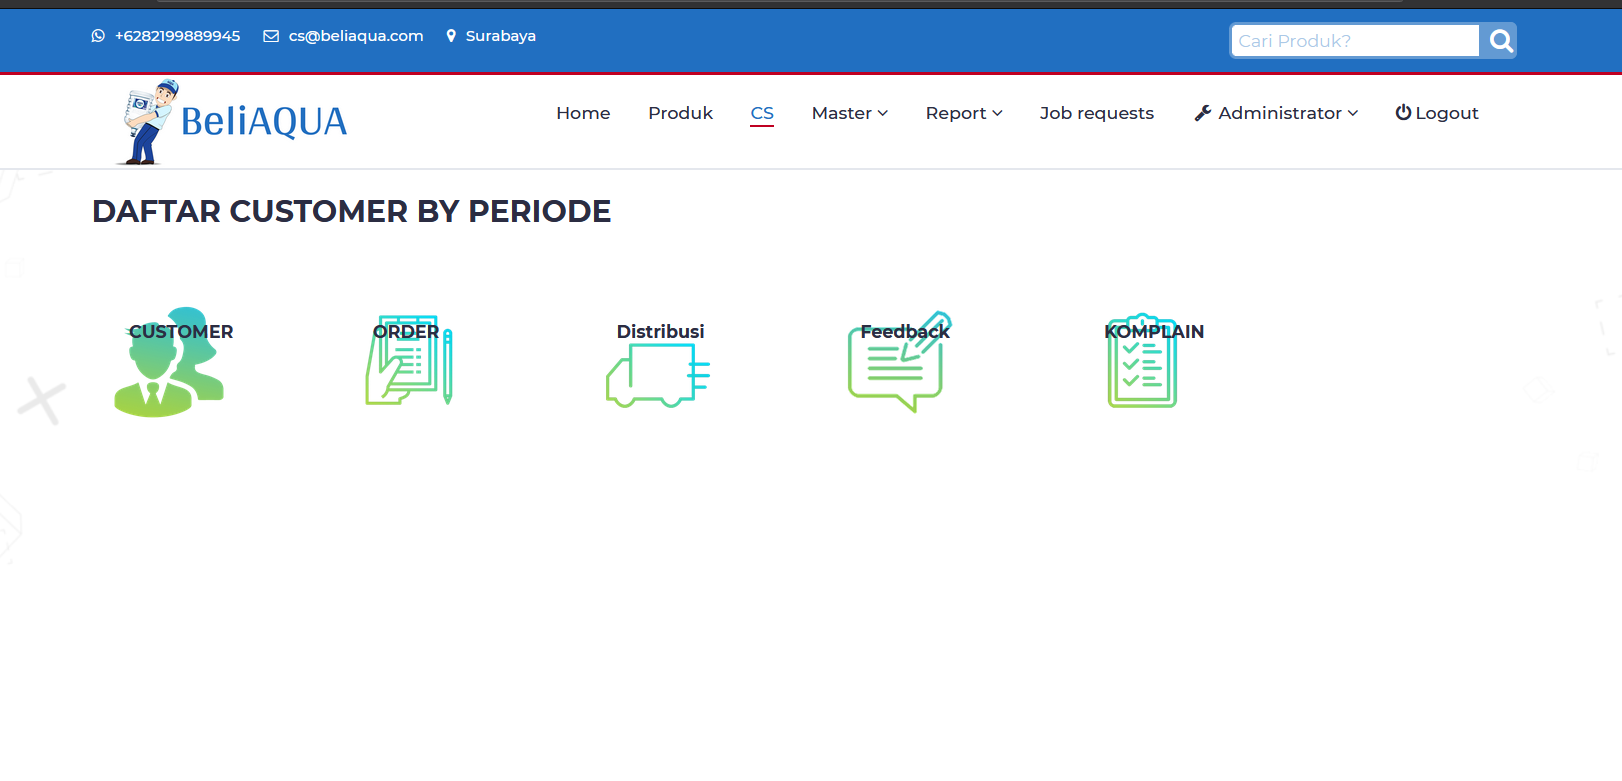 +6282199889945 cs@beliaqua.com Surabaya
Cari Produk?
BeliAQUA
Home Produk CS Master Report Job requests Administrator Logout
DAFTAR CUSTOMER BY PERIODE
CUSTOMER ORDER Distribusi Feedback KOMPLAIN